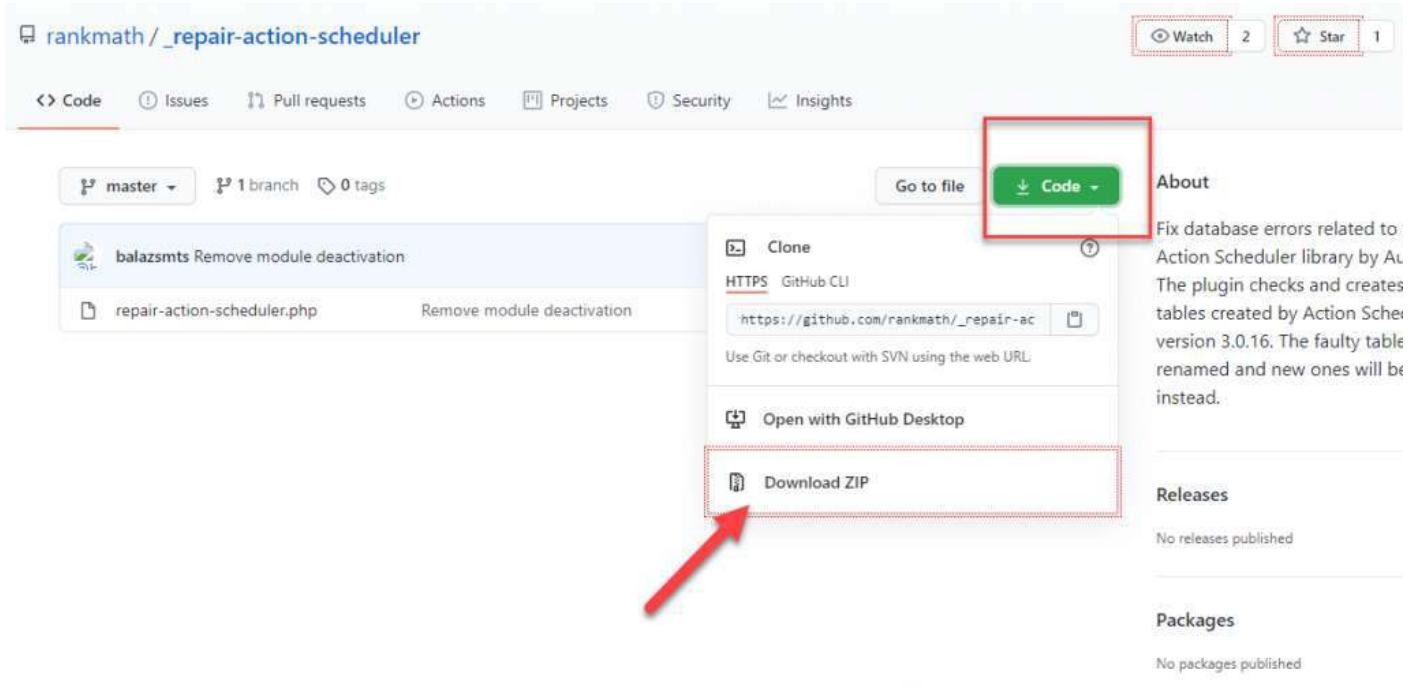 rankmath / _repair-action-scheduler
Watch 2 Star 1
<> Code Issues Pull requests Actions Projects Security Insights
master 1 branch 0 tags
Go to file Code
balazsmts Remove module deactivation
repair-action-scheduler.php Remove module deactivation
Clone
HTTPS GitHub CLI
https://github.com/rankmath/_repair-ac
Use Git or checkout with SVN using the web URL.
Open with GitHub Desktop
Download ZIP
About
Fix database errors related to
Action Scheduler library by Au
The plugin checks and creates
tables created by Action Sched
version 3.0.16. The faulty table
renamed and new ones will be
instead.
Releases
No releases published
Packages
No packages published